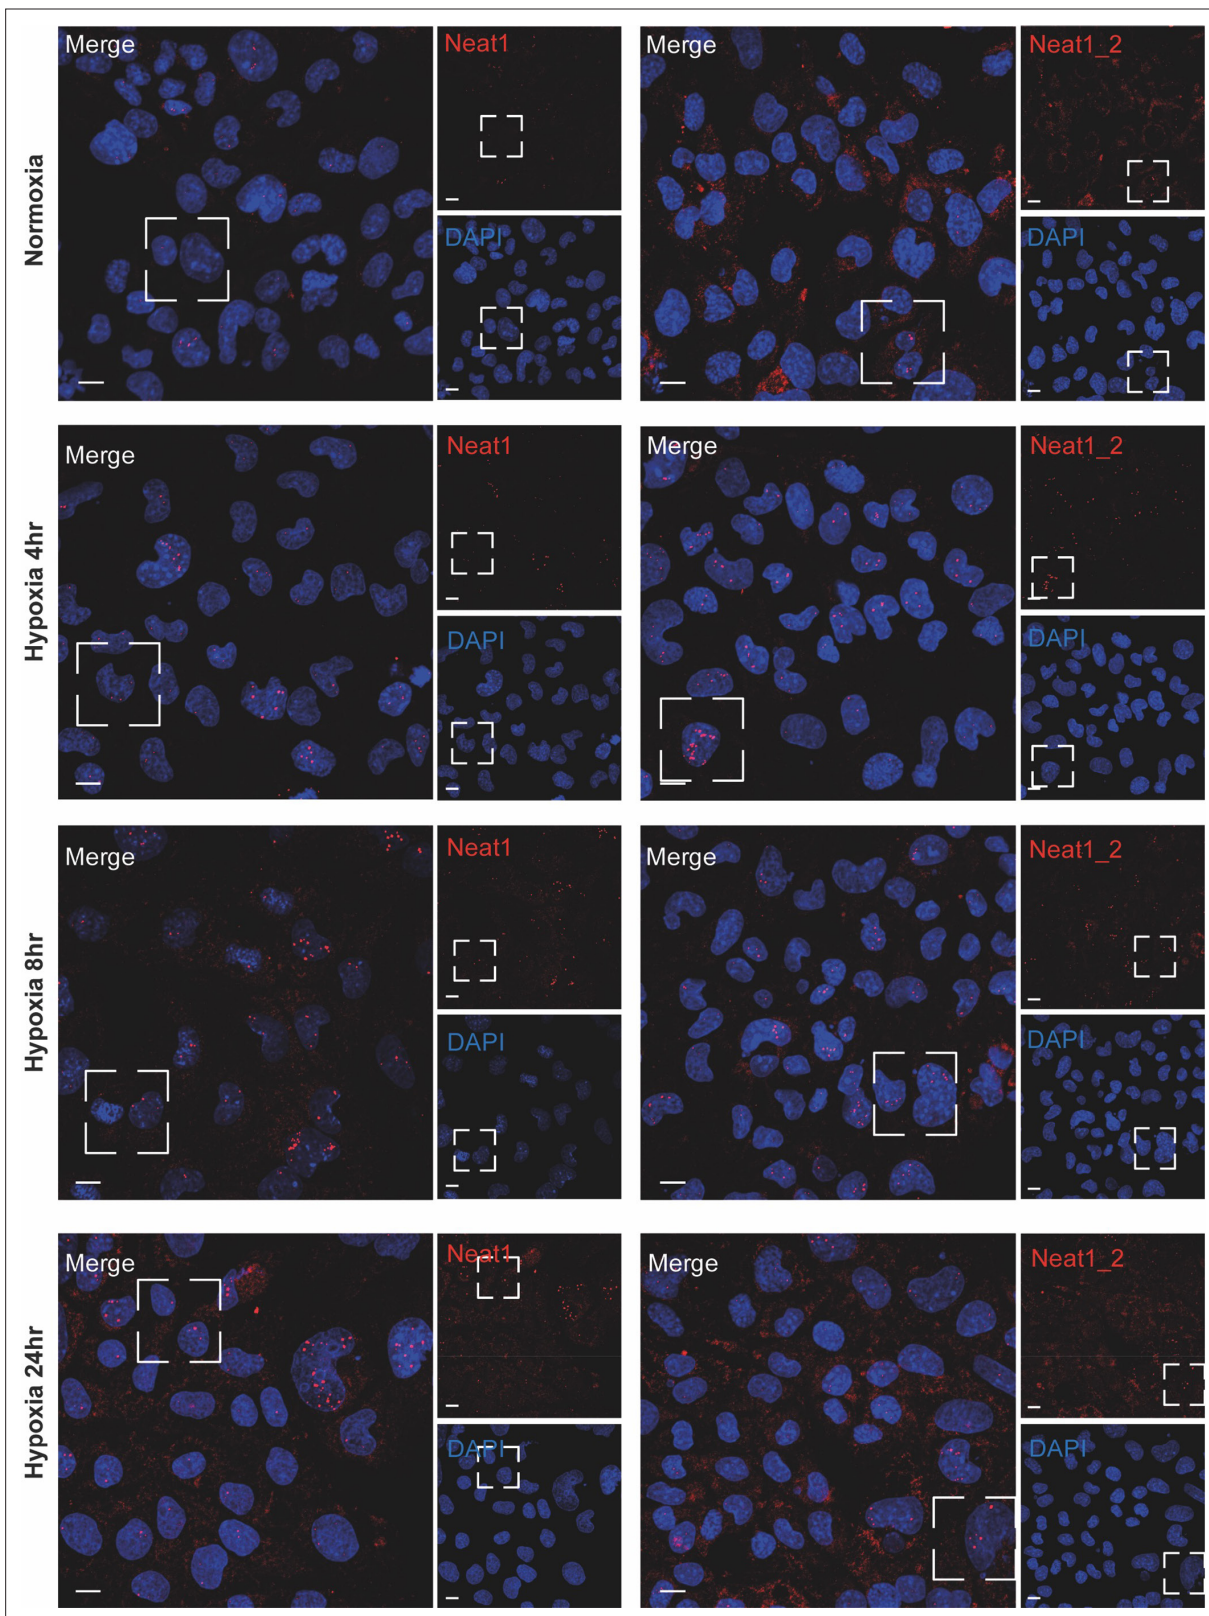 Normoxia
Merge
Neat1
DAPI
Merge
Neat1_2
DAPI
Hypoxia 4hr
Merge
Neat1
DAPI
Merge
Neat1_2
DAPI
Hypoxia 8hr
Merge
Neat1
DAPI
Merge
Neat1_2
DAPI
Hypoxia 24hr
Merge
Neat1
DAPI
Merge
Neat1_2
DAPI